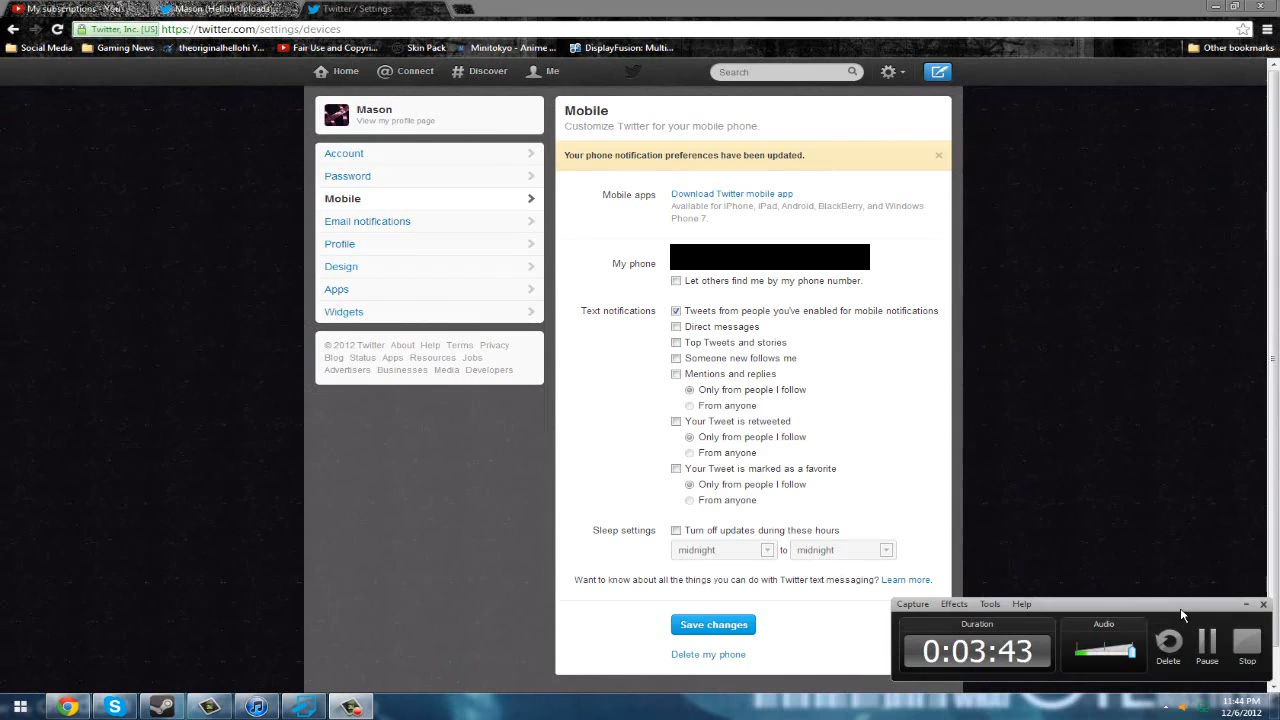 My subscriptions - You
Mason (HellohiUploads)
Twitter / Settings
Twitter, Inc. [US] https://twitter.com/settings/devices
Social Media Gaming News theoriginalhellohi Y... Fair Use and Copyri... Skin Pack Minitokyo - Anime ... DisplayFusion: Multi... Other bookmarks
Home @ Connect # Discover Me Search
Mason
View my profile page
Account
Password
Mobile
Email notifications
Profile
Design
Apps
Widgets
© 2012 Twitter About Help Terms Privacy
Blog Status Apps Resources Jobs
Advertisers Businesses Media Developers
Mobile
Customize Twitter for your mobile phone.
Your phone notification preferences have been updated. ×
Mobile apps Download Twitter mobile app
Available for iPhone, iPad, Android, BlackBerry, and Windows
Phone 7.
My phone
Let others find me by my phone number.
Text notifications Tweets from people you've enabled for mobile notifications
Direct messages
Top Tweets and stories
Someone new follows me
Mentions and replies
Only from people I follow
From anyone
Your Tweet is retweeted
Only from people I follow
From anyone
Your Tweet is marked as a favorite
Only from people I follow
From anyone
Sleep settings Turn off updates during these hours
midnight to midnight
Want to know about all the things you can do with Twitter text messaging? Learn more.
Save changes
Delete my phone
Capture Effects Tools Help
Duration Audio
0:03:43
Delete Pause Stop
11:44 PM
12/6/2012